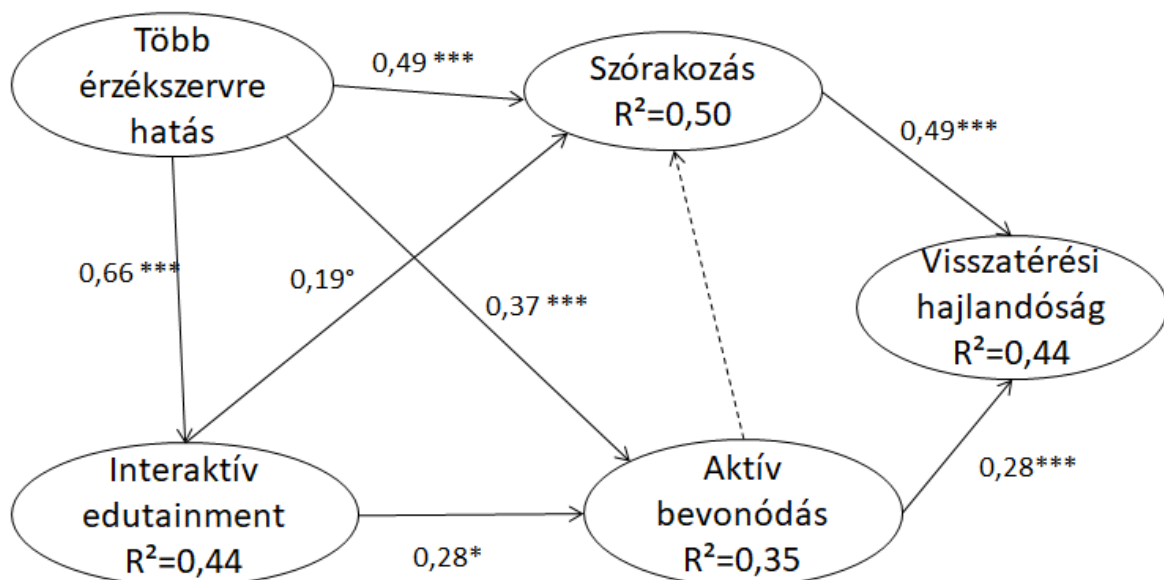 Több
érzékszervre
hatás
0,49 ***
Szórakozás
R²=0,50
0,49***
0,66 ***
0,19°
0,37 ***
Visszatérési
hajlandóság
R²=0,44
Interaktív
edutainment
R²=0,44
0,28*
Aktív
bevonódás
R²=0,35
0,28***